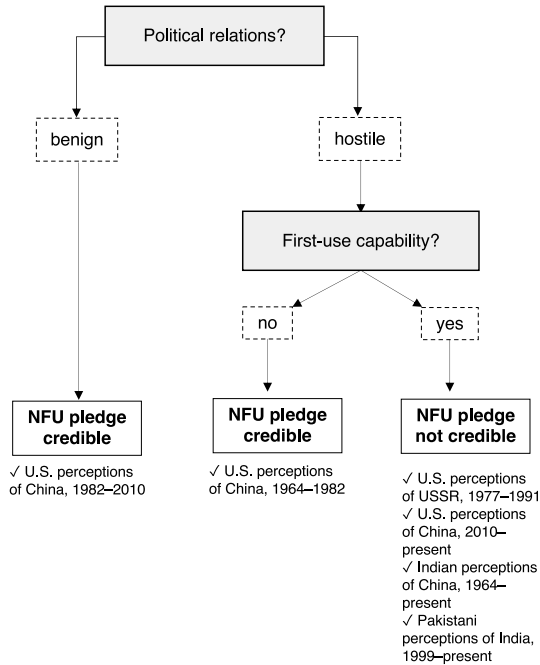 Political relations?
benign
hostile
First-use capability?
no
yes
NFU pledge
credible
✓ U.S. perceptions
of China, 1982–2010
NFU pledge
credible
✓ U.S. perceptions
of China, 1964–1982
NFU pledge
not credible
✓ U.S. perceptions
of USSR, 1977–1991
✓ U.S. perceptions
of China, 2010–
present
✓ Indian perceptions
of China, 1964–
present
✓ Pakistani
perceptions of India,
1999–present